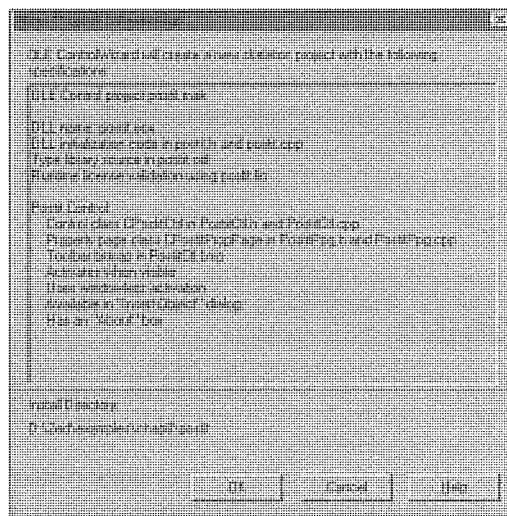 New Project Information
OLE ControlWizard will create a new skeleton project with the following
specifications:
OLE Control project postit.mak
DLL name: postit.ocx
DLL initialization code in postit.h and postit.cpp
Type library source in postit.odl
Runtime license validation using postit.lic
Postit Control:
Control class CPostitCtrl in PostitCtl.h and PostitCtl.cpp
Property page class CPostitPropPage in PostitPpg.h and PostitPpg.cpp
Toolbar bitmap in PostitCtl.bmp
Activates when visible
Uses windowless activation
Available in "Insert Object" dialog
Has an "About" box
Install Directory:
OK
Cancel
Help